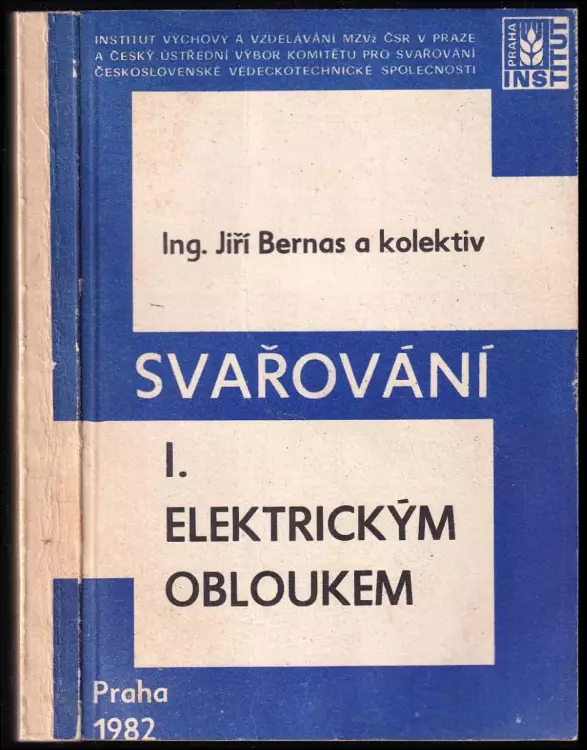 INSTITUT VÝCHOVY A VZDĚLÁVÁNÍ MZVž ČSR V PRAZE
A ČESKÝ ÚSTŘEDNÍ VÝBOR KOMITÉTU PRO SVAŘOVÁNÍ
ČESKOSLOVENSKÉ VĚDECKOTECHNICKÉ SPOLEČNOSTI
PRAHA
INSTITUT
Ing. Jiří Bernas a kolektiv
SVAŘOVÁNÍ
I.
ELEKTRICKÝM
OBLOUKEM
Praha
1982